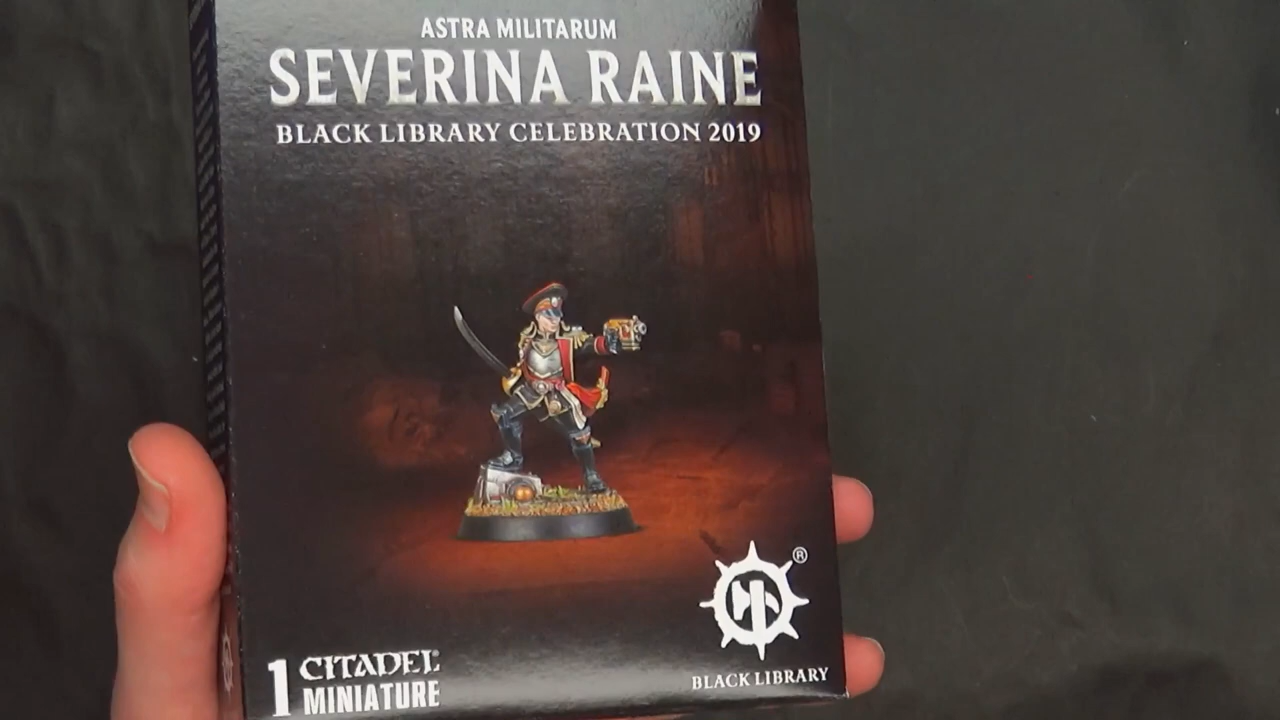 ASTRA MILITARUM
SEVERINA RAINE
BLACK LIBRARY CELEBRATION 2019
®
BLACK LIBRARY
1 CITADEL
MINIATURE